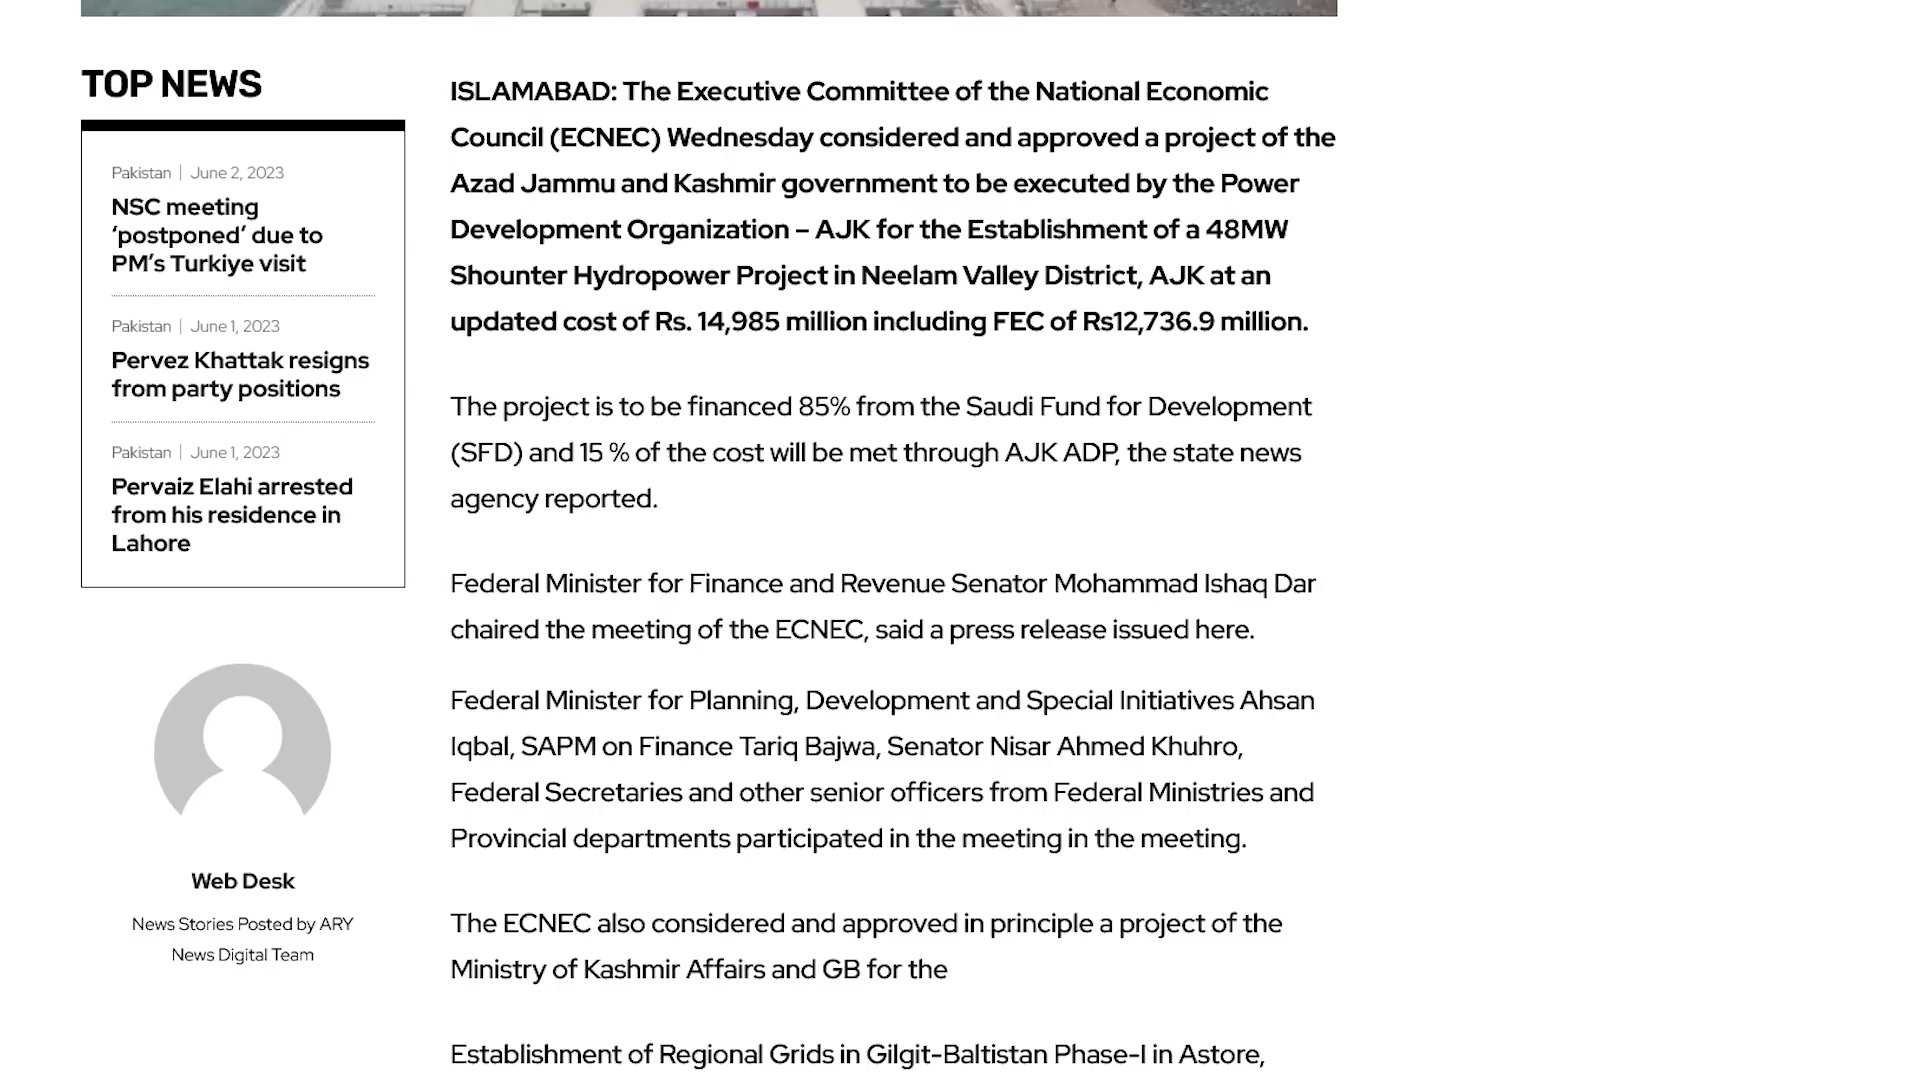 TOP NEWS
Pakistan | June 2, 2023
NSC meeting
‘postponed’ due to
PM’s Turkiye visit
Pakistan | June 1, 2023
Pervez Khattak resigns
from party positions
Pakistan | June 1, 2023
Pervaiz Elahi arrested
from his residence in
Lahore
Web Desk
News Stories Posted by ARY
News Digital Team
ISLAMABAD: The Executive Committee of the National Economic
Council (ECNEC) Wednesday considered and approved a project of the
Azad Jammu and Kashmir government to be executed by the Power
Development Organization – AJK for the Establishment of a 48MW
Shounter Hydropower Project in Neelam Valley District, AJK at an
updated cost of Rs. 14,985 million including FEC of Rs12,736.9 million.
The project is to be financed 85% from the Saudi Fund for Development
(SFD) and 15 % of the cost will be met through AJK ADP, the state news
agency reported.
Federal Minister for Finance and Revenue Senator Mohammad Ishaq Dar
chaired the meeting of the ECNEC, said a press release issued here.
Federal Minister for Planning, Development and Special Initiatives Ahsan
Iqbal, SAPM on Finance Tariq Bajwa, Senator Nisar Ahmed Khuhro,
Federal Secretaries and other senior officers from Federal Ministries and
Provincial departments participated in the meeting in the meeting.
The ECNEC also considered and approved in principle a project of the
Ministry of Kashmir Affairs and GB for the
Establishment of Regional Grids in Gilgit-Baltistan Phase-I in Astore,